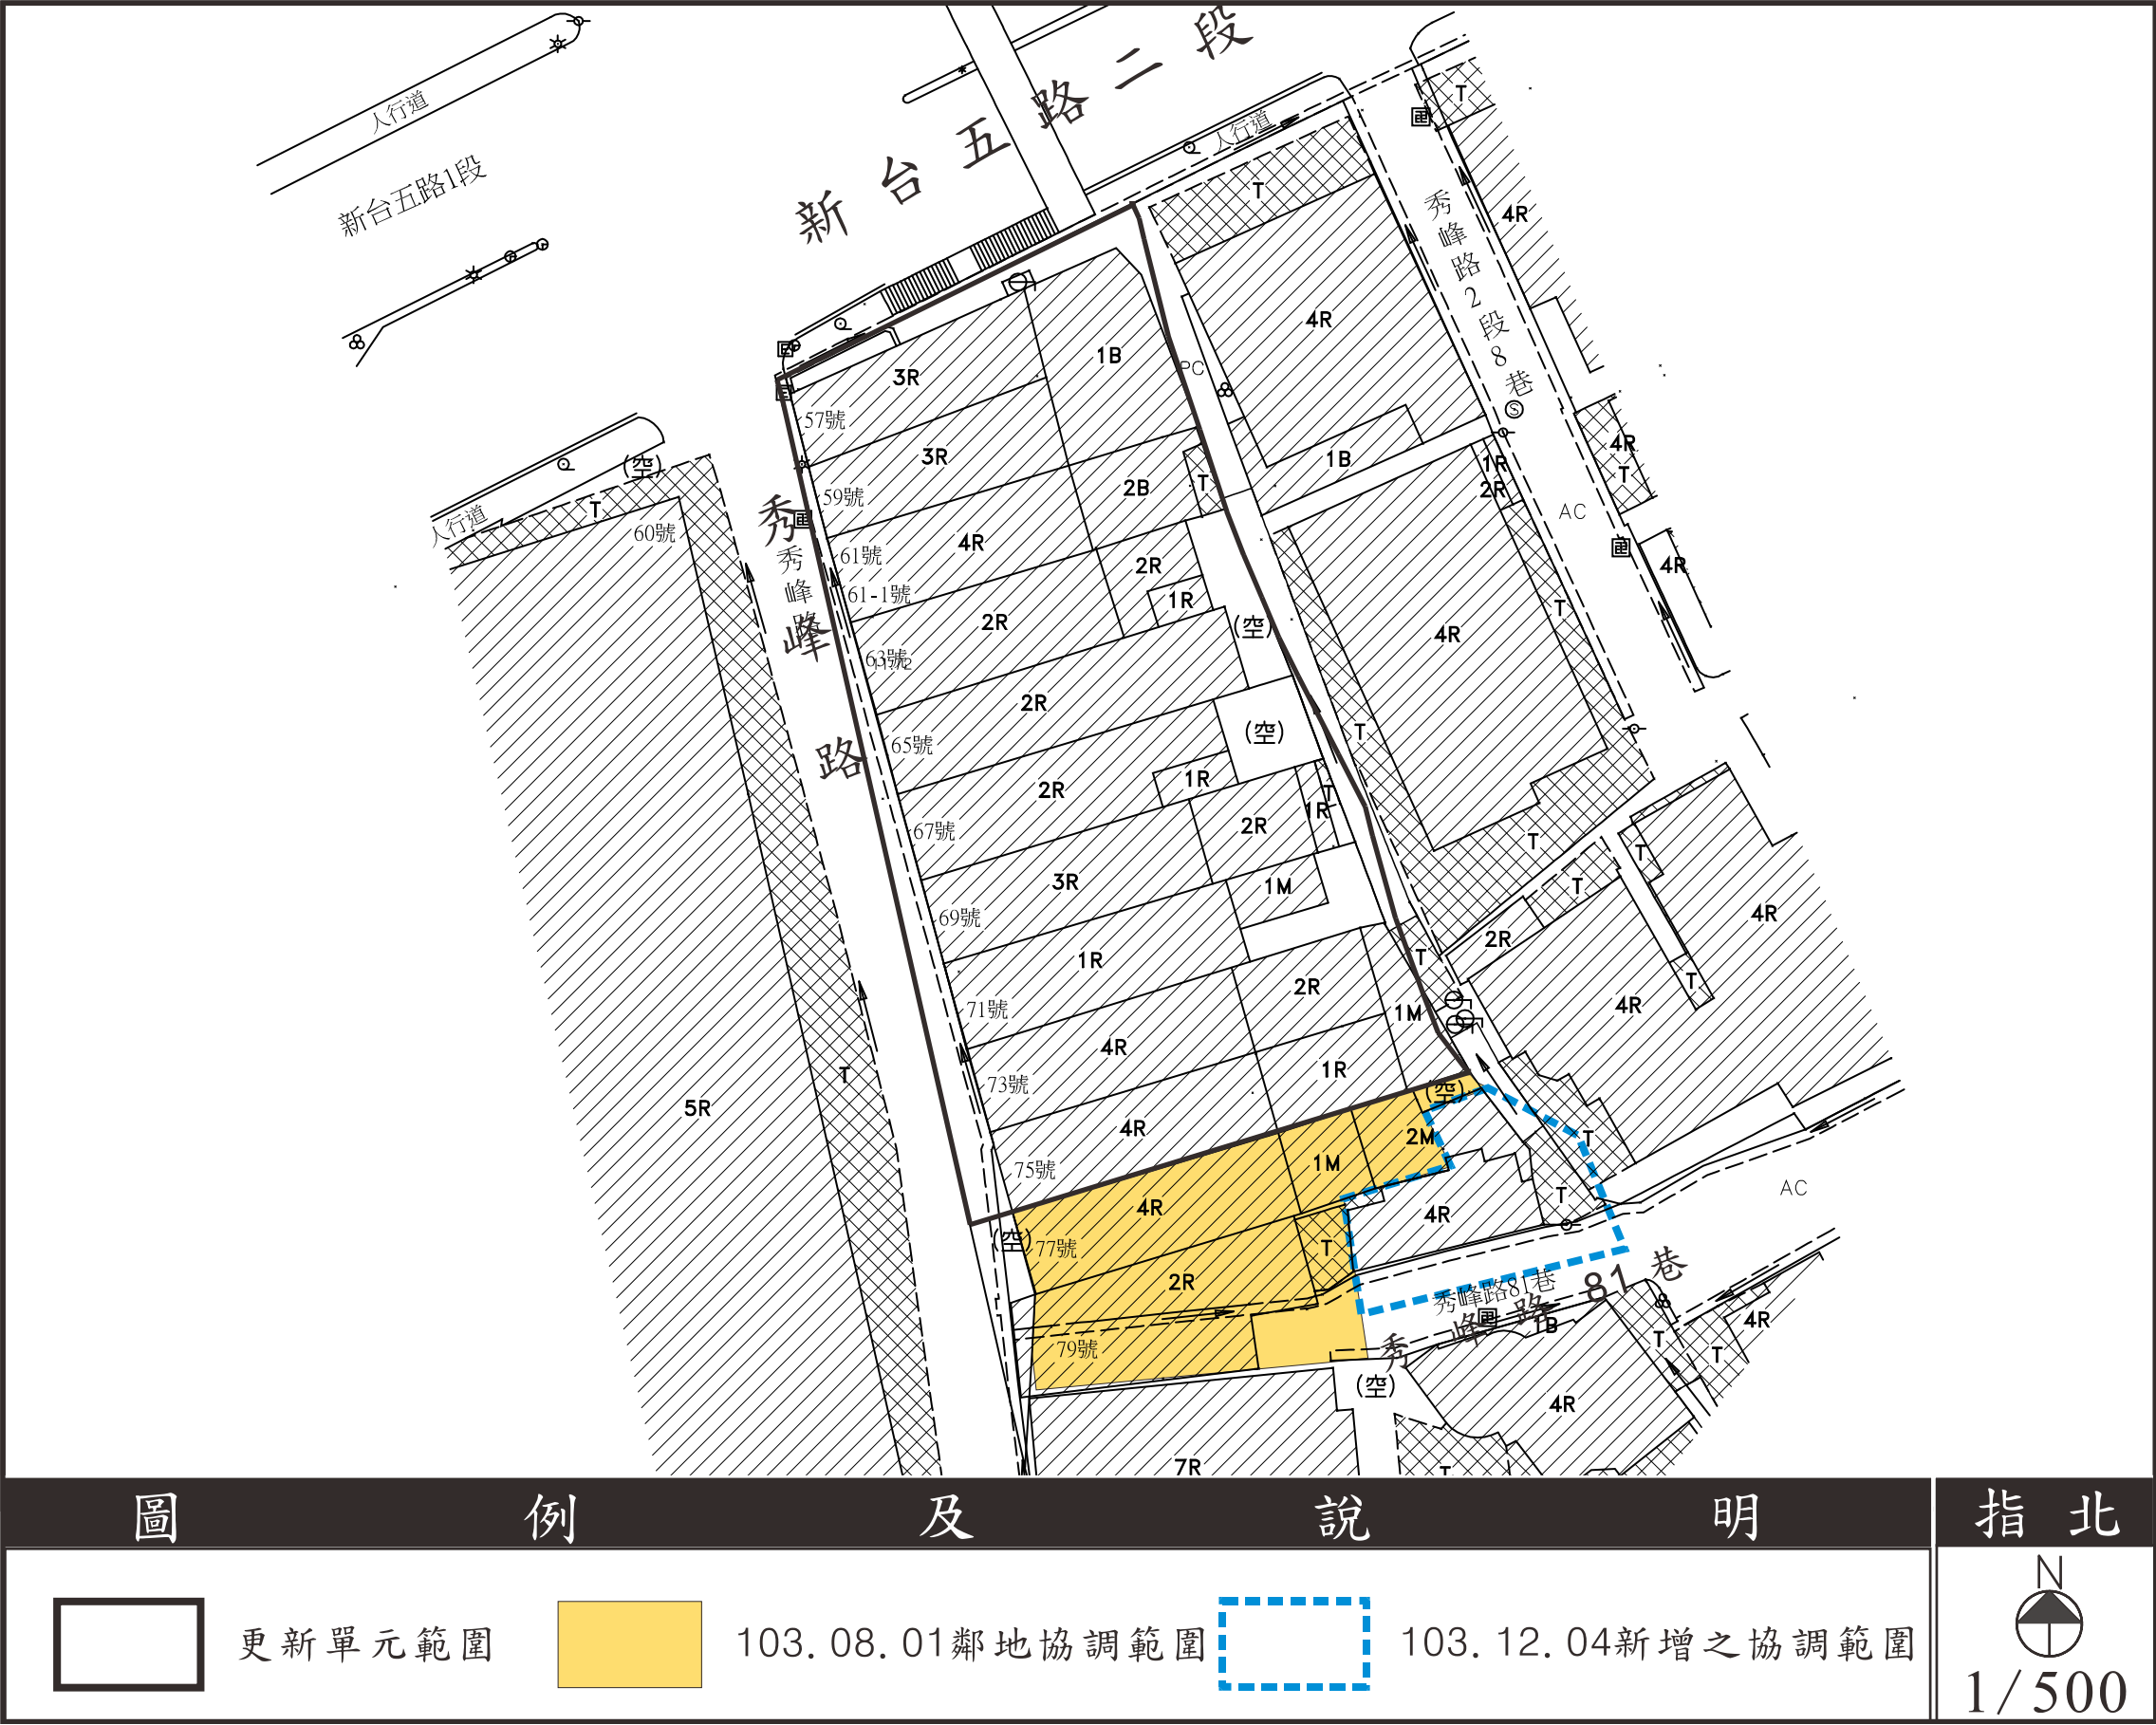 新台五路二段
人行道
新台五路1段
人行道
T
T
4R
秀峰路2段8巷
4R
4R
PC
1B
3R
57號
3R
59號
2B
T
1B
1R
2R
4R
T
AC
4R
人行道
(空)
T
60號
秀峰路
秀峰路
61號
4R
61-1號
2R
2R
1R
(空)
63號
2R
4R
T
T
65號
(空)
2R
1R
67號
2R
1R
T
T
3R
1M
69號
T
T
4R
2R
1R
T
T
4R
71號
2R
1M
4R
73號
1R
5R
T
4R
75號
(空)
2M
1M
T
T
4R
4R
AC
(空)
77號
T
2R
79號
秀峰路81巷
秀峰路81巷
1B
T
T
4R
(空)
4R
7R
T
圖例及說明
指北
更新單元範圍
103.08.01鄰地協調範圍
103.12.04新增之協調範圍
N
1/500